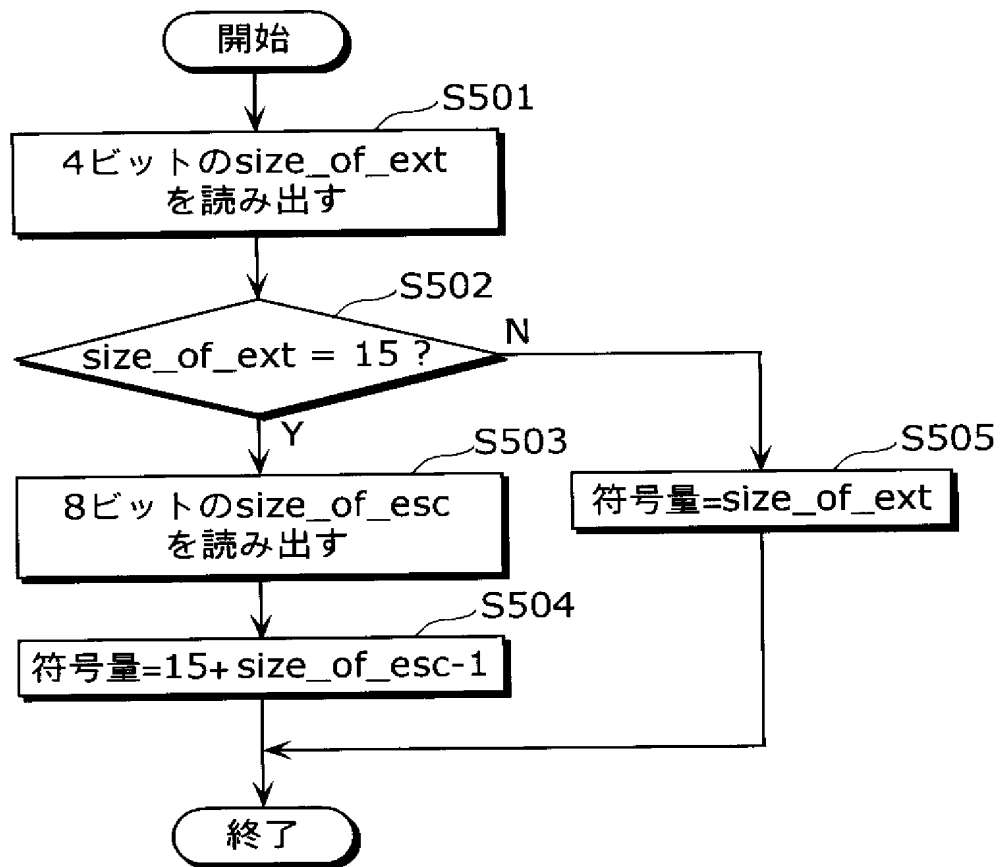 開始
S501
4ビットのsize_of_ext
を読み出す
S502
size_of_ext = 15 ?
N
Y
S503
8ビットのsize_of_esc
を読み出す
S505
符号量=size_of_ext
S504
符号量=15+size_of_esc-1
終了